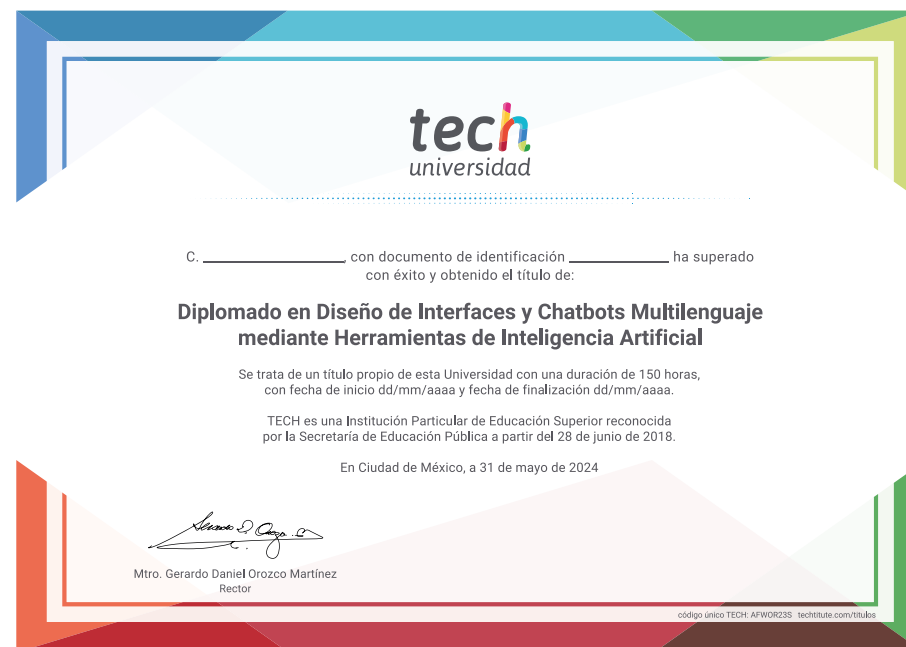 tech
universidad
C. ____________________, con documento de identificación ______________ ha superado
con éxito y obtenido el título de:
Diplomado en Diseño de Interfaces y Chatbots Multilenguaje
mediante Herramientas de Inteligencia Artificial
Se trata de un título propio de esta Universidad con una duración de 150 horas,
con fecha de inicio dd/mm/aaaa y fecha de finalización dd/mm/aaaa.
TECH es una Institución Particular de Educación Superior reconocida
por la Secretaría de Educación Pública a partir del 28 de junio de 2018.
En Ciudad de México, a 31 de mayo de 2024
Mtro. Gerardo Daniel Orozco Martínez
Rector
código único TECH: AFWOR23S techtitute.com/titulos